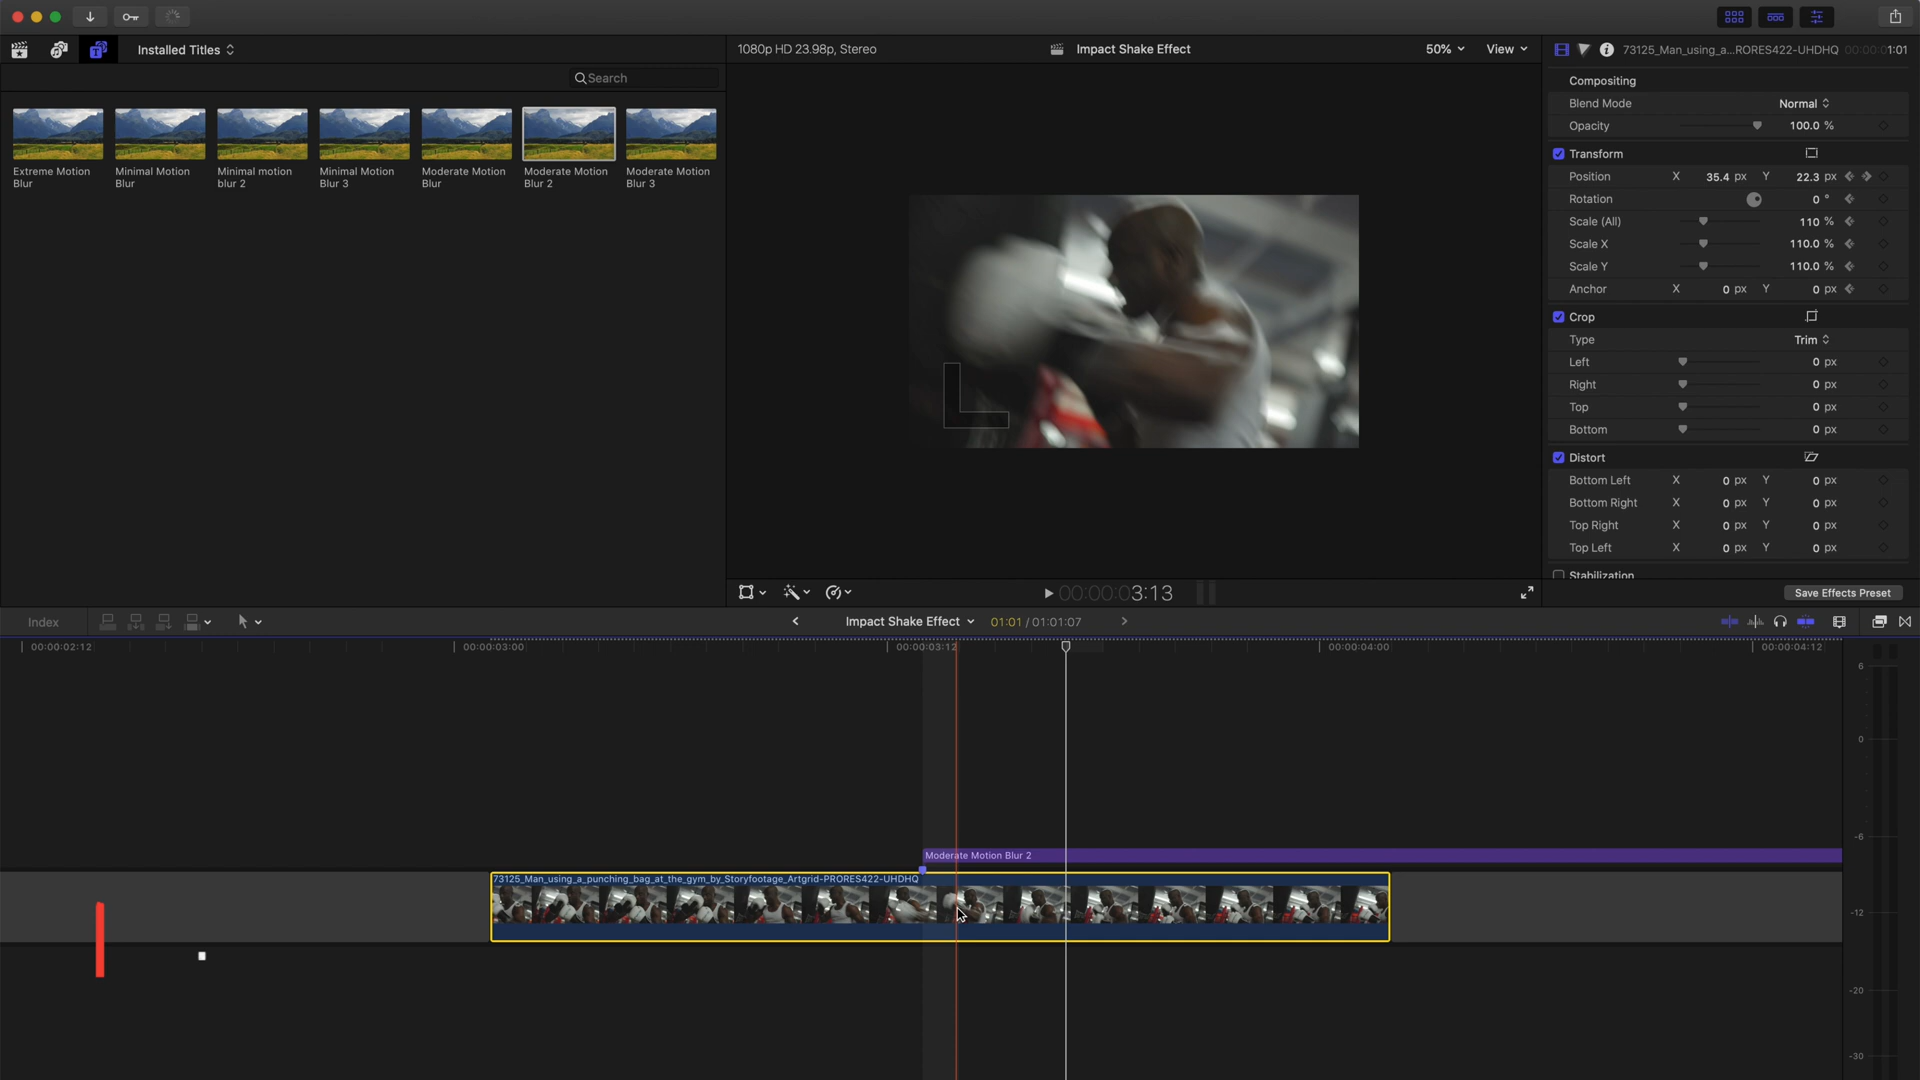 Installed Titles
1080p HD 23.98p, Stereo
Impact Shake Effect
50%
View
73125_Man_using_a...RORES422-UHDHQ
00:00:01:01
Search
Extreme Motion
Blur
Minimal Motion
Blur
Minimal motion
blur 2
Minimal Motion
Blur 3
Moderate Motion
Blur
Moderate Motion
Blur 2
Moderate Motion
Blur 3
Compositing
Blend Mode Normal
Opacity 100.0 %
Transform
Position X 35.4 px Y 22.3 px
Rotation 0 °
Scale (All) 110 %
Scale X 110.0 %
Scale Y 110.0 %
Anchor X 0 px Y 0 px
Crop
Type Trim
Left 0 px
Right 0 px
Top 0 px
Bottom 0 px
Distort
Bottom Left X 0 px Y 0 px
Bottom Right X 0 px Y 0 px
Top Right X 0 px Y 0 px
Top Left X 0 px Y 0 px
Stabilization
00:00:03:13
Save Effects Preset
Index
Impact Shake Effect
01:01 / 01:01:07
00:00:02:12
00:00:03:00
00:00:03:12
00:00:04:00
00:00:04:12
6
0
-6
-12
-20
-30
Moderate Motion Blur 2
73125_Man_using_a_punching_bag_at_the_gym_by_Storyfootage_Artgrid-PRORES422-UHDHQ